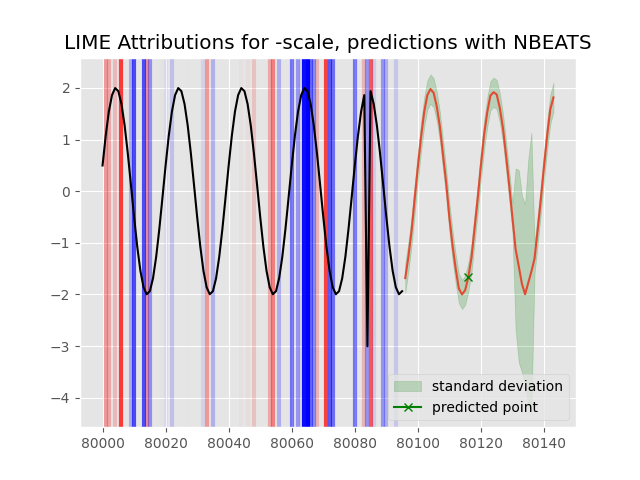 LIME Attributions for -scale, predictions with NBEATS
2
1
0
−1
−2
−3
−4
standard deviation
predicted point
80000 80020 80040 80060 80080 80100 80120 80140